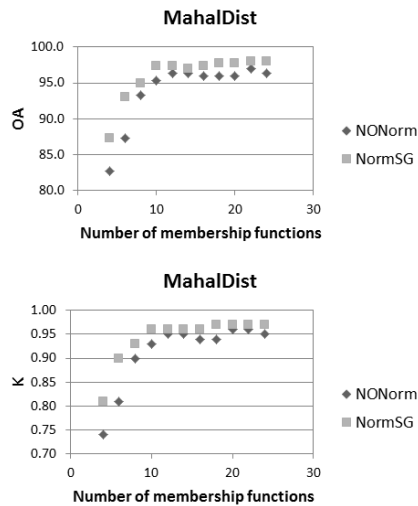 MahalDist
100.0
95.0
90.0
85.0
80.0
OA
0 10 20 30
Number of membership functions
NONorm
NormSG
MahalDist
1.00
0.95
0.90
0.85
0.80
0.75
0.70
K
0 10 20 30
Number of membership functions
NONorm
NormSG